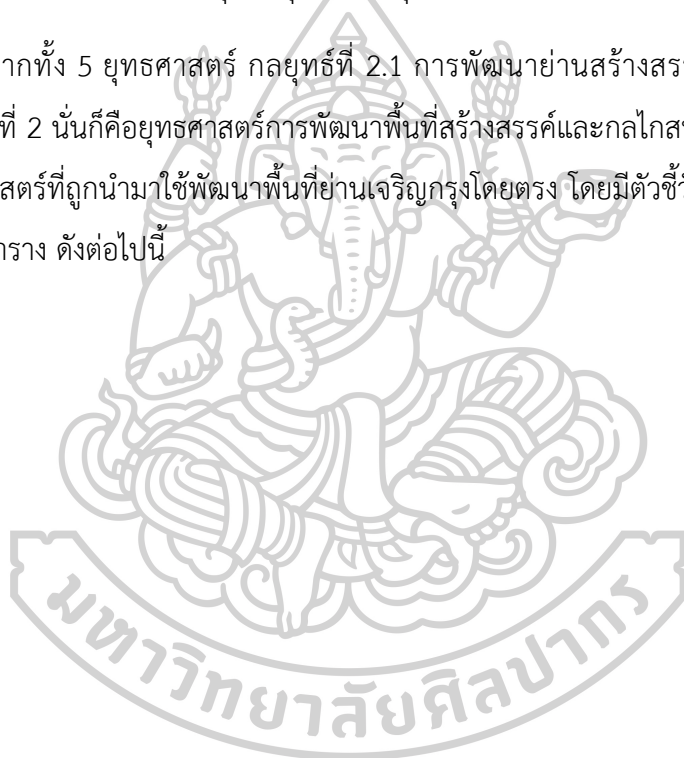 ากทั้ง 5 ยุทธศาสตร์ กลยุทธ์ที่ 2.1 การพัฒนาย่านสร้างสร
ที่ 2 นั่นก็คือยุทธศาสตร์การพัฒนาพื้นที่สร้างสรรค์และกลไกส
สตร์ที่ถูกนำมาใช้พัฒนาพื้นที่ย่านเจริญกรุงโดยตรง โดยมีตัวชี้วั
าราง ดังต่อไปนี้
มหาวิทยาลัยศิลปากร